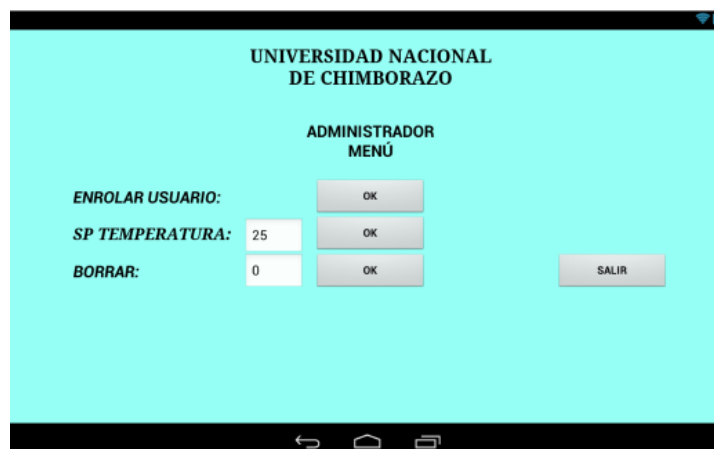 UNIVERSIDAD NACIONAL
DE CHIMBORAZO
ADMINISTRADOR
MENÚ
ENROLAR USUARIO: OK
SP TEMPERATURA: 25 OK
BORRAR: 0 OK SALIR